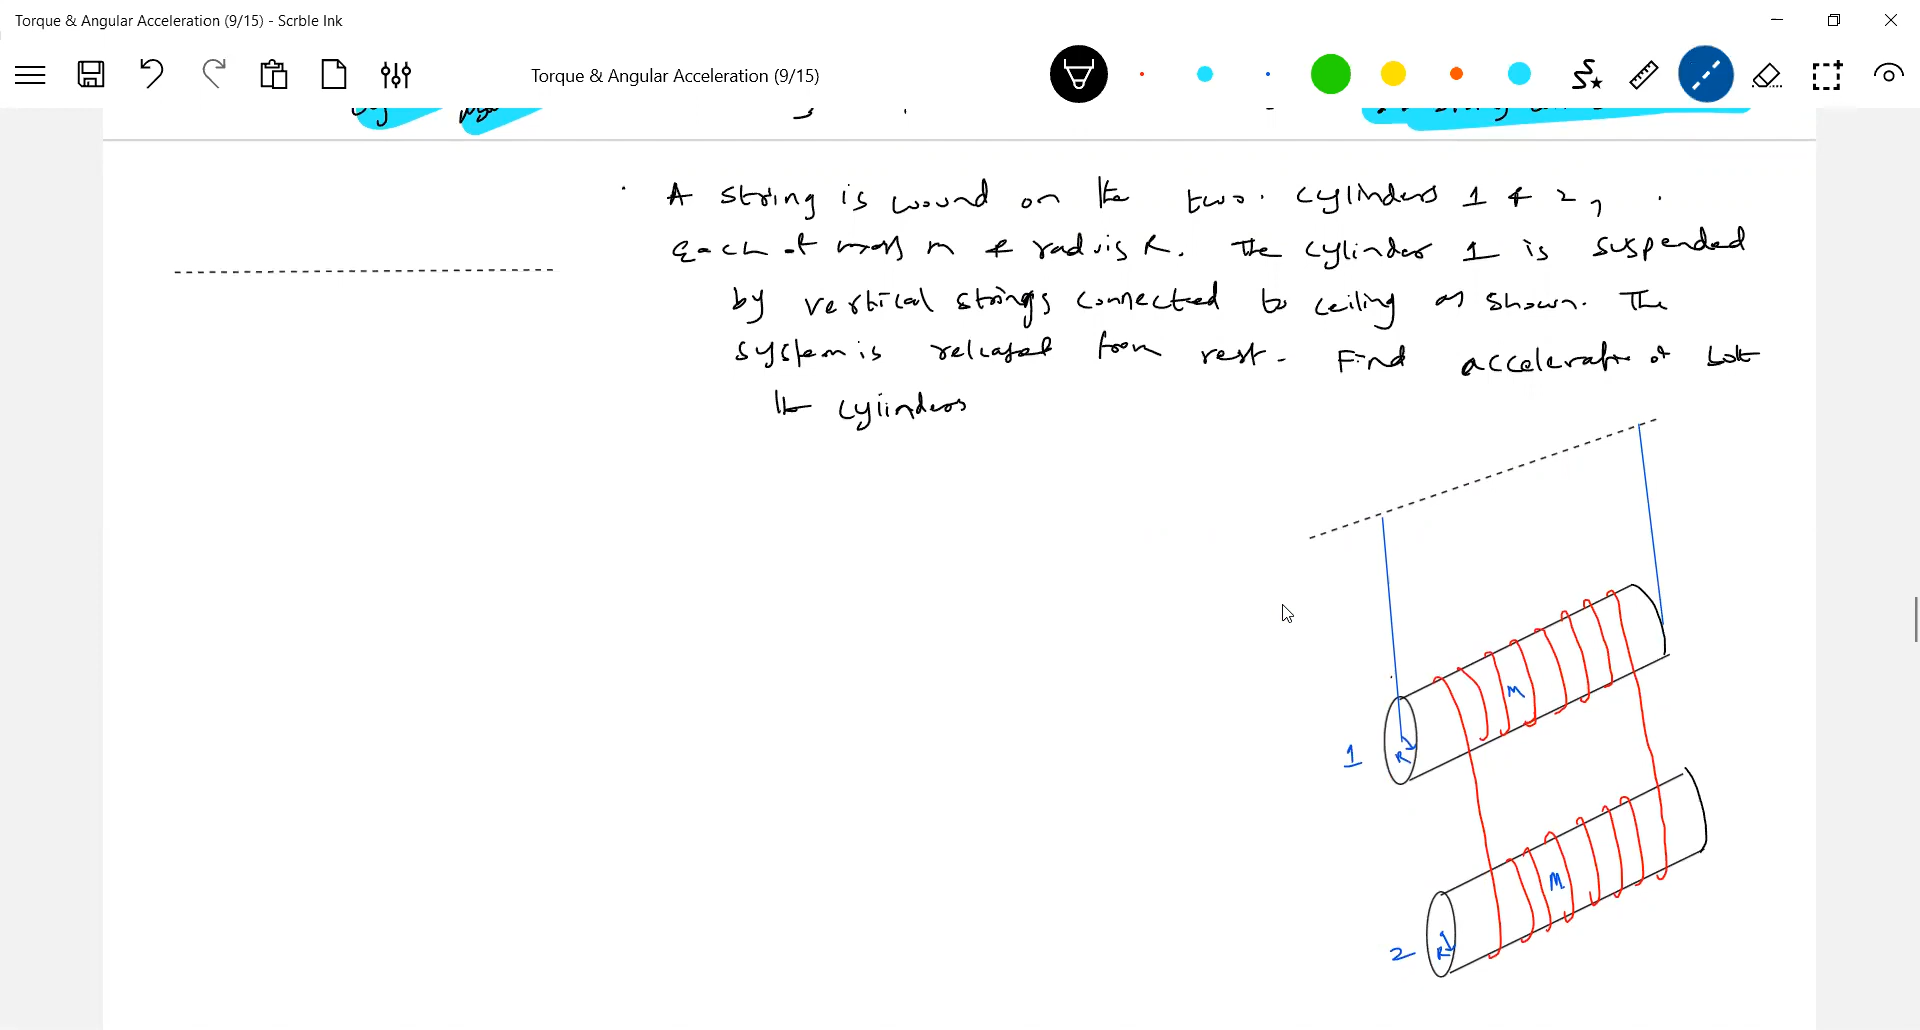 Torque & Angular Acceleration (9/15) - Scrble Ink
Torque & Angular Acceleration (9/15)
A string is wound on the two cylinders 1 & 2,
each of mass m & radius R. The cylinder 1 is suspended
by vertical strings connected to ceiling as shown. The
system is released from rest. Find acceleration of both
the cylinders
M
1
R
M
2
R